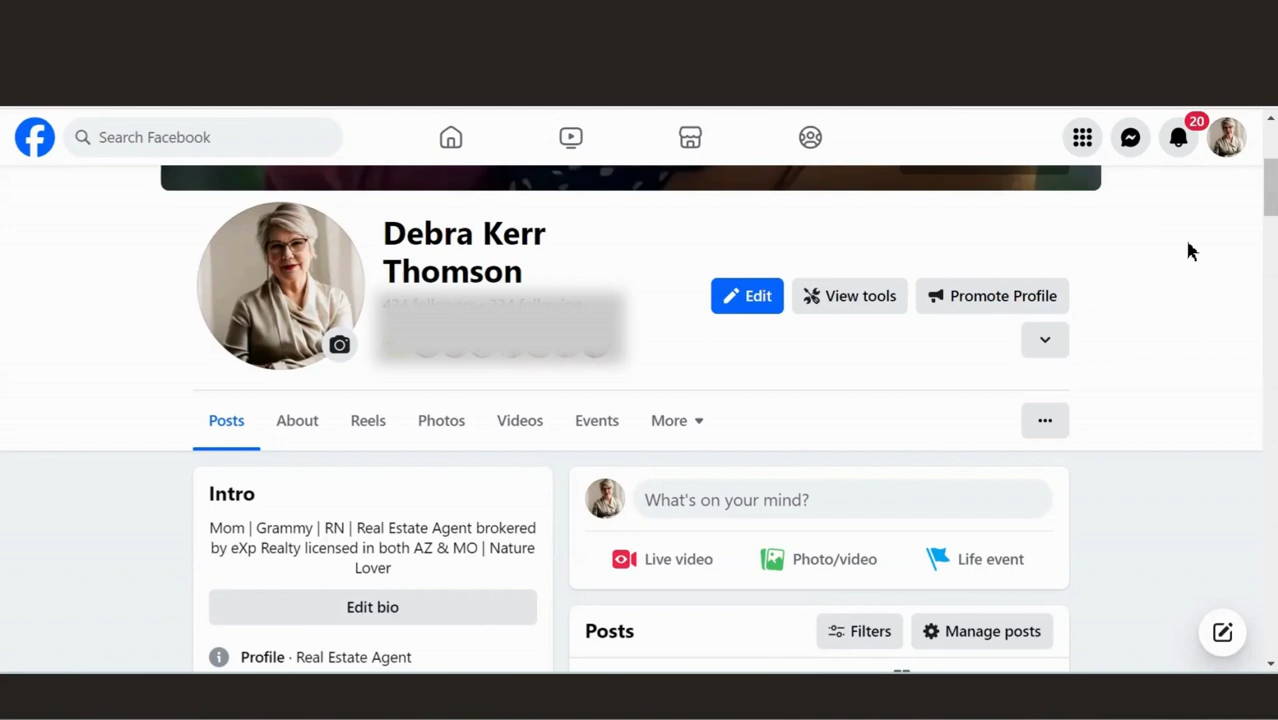 Search Facebook
20
Debra Kerr
Thomson
Edit
View tools
Promote Profile
Posts
About
Reels
Photos
Videos
Events
More
Intro
Mom | Grammy | RN | Real Estate Agent brokered
by eXp Realty licensed in both AZ & MO | Nature
Lover
Edit bio
Profile · Real Estate Agent
What's on your mind?
Live video
Photo/video
Life event
Posts
Filters
Manage posts